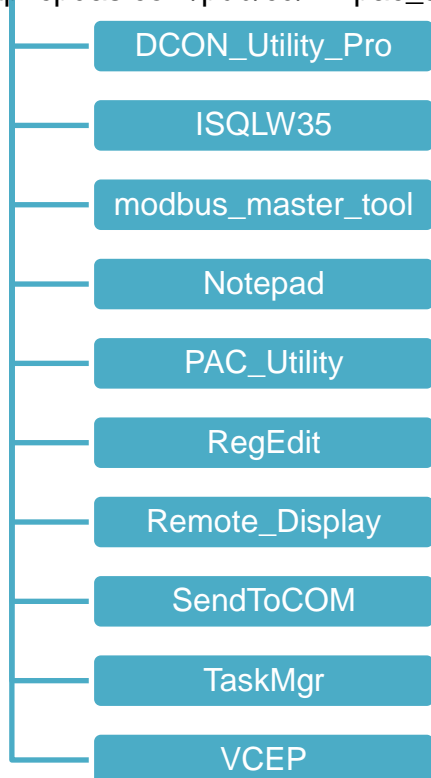 DCON_Utility_Pro
ISQLW35
modbus_master_tool
Notepad
PAC_Utility
RegEdit
Remote_Display
SendToCOM
TaskMgr
VCEP